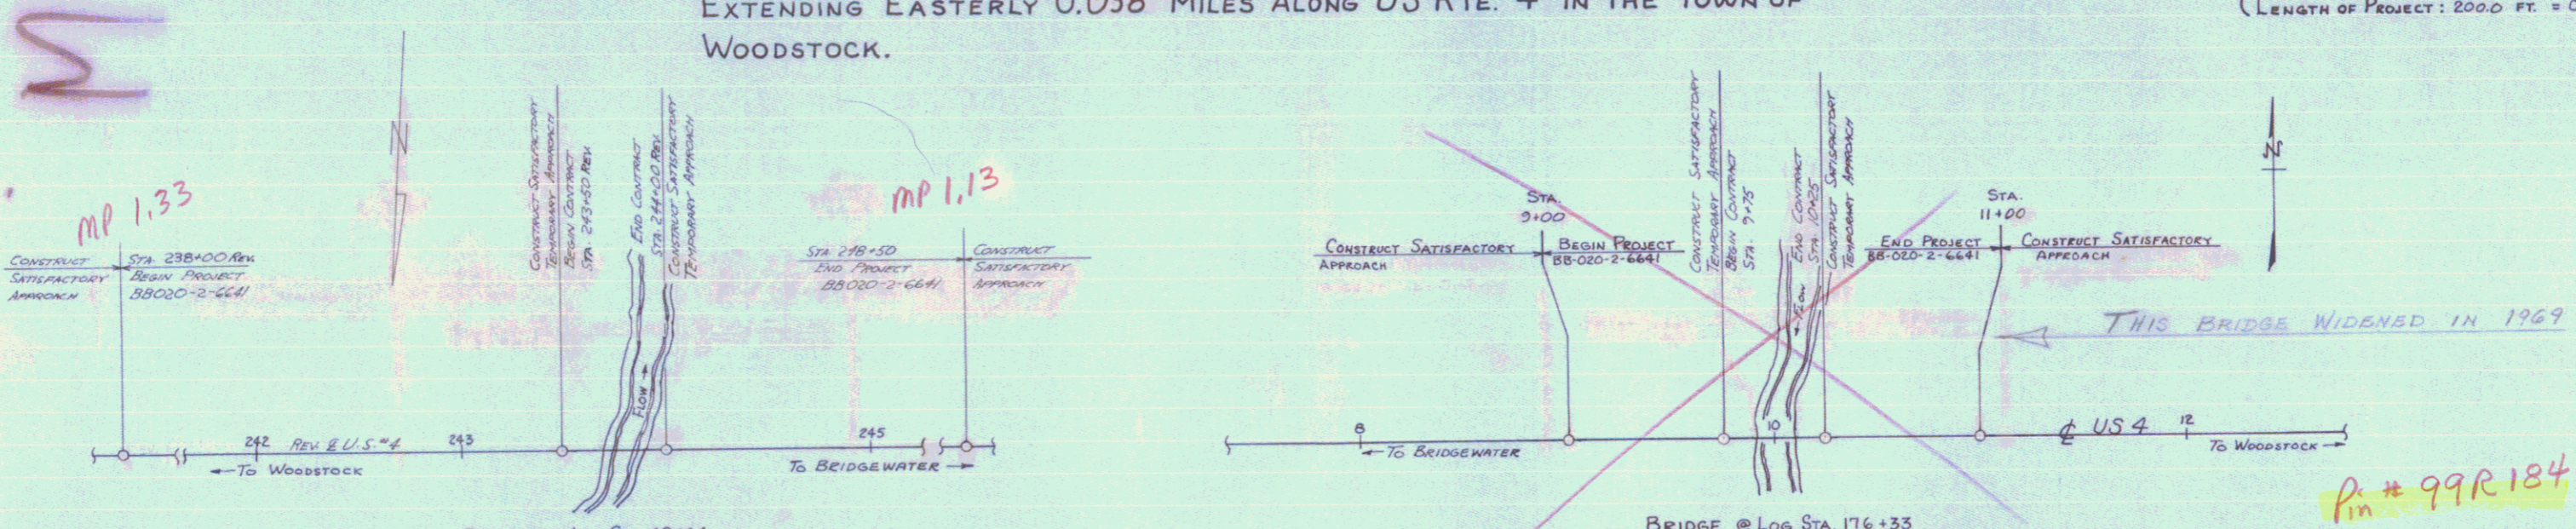 EXTENDING EASTERLY 0.038 MILES ALONG US RTE. 4 IN THE TOWN OF
WOODSTOCK.
(LENGTH OF PROJECT: 200.0 FT. =
MP 1.33
CONSTRUCT
SATISFACTORY
APPROACH
STA. 238+00 REV.
BEGIN PROJECT
BB020-2-6641
N
CONSTRUCT SATISFACTORY
TEMPORARY APPROACH
BEGIN CONTRACT
STA. 243+50 REV.
END CONTRACT
STA. 244+00 REV.
CONSTRUCT SATISFACTORY
TEMPORARY APPROACH
MP 1.13
STA 248+50
END PROJECT
BB020-2-6641
CONSTRUCT
SATISFACTORY
APPROACH
FLOW
242
REV. ℄ U.S. #4
243
245
TO WOODSTOCK
TO BRIDGEWATER
CONSTRUCT SATISFACTORY
APPROACH
STA.
9+00
BEGIN PROJECT
BB-020-2-6641
CONSTRUCT SATISFACTORY
TEMPORARY APPROACH
BEGIN CONTRACT
STA. 9+75
END CONTRACT
STA. 10+25
CONSTRUCT SATISFACTORY
TEMPORARY APPROACH
FLOW
STA.
11+00
END PROJECT
BB-020-2-6641
CONSTRUCT SATISFACTORY
APPROACH
N
THIS BRIDGE WIDENED IN 1969
8
10
℄ US 4
12
TO BRIDGEWATER
TO WOODSTOCK
Pin # 99R184
BRIDGE @ LOG STA. 176+33